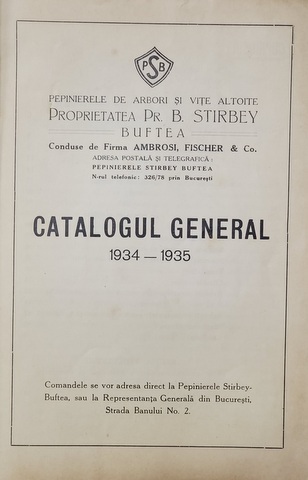 PSB
PEPINIERELE DE ARBORI ȘI VIȚE ALTOITE
PROPRIETATEA PR. B. STIRBEY
BUFTEA
Conduse de Firma AMBROSI, FISCHER & Co.
ADRESA POSTALĂ ȘI TELEGRAFICĂ:
PEPINIERELE STIRBEY BUFTEA
N-rul telefonic: 326/78 prin București
CATALOGUL GENERAL
1934 — 1935
Comandele se vor adresa direct la Pepinierele Stirbey-
Buftea, sau la Reprezentanța Generală din București,
Strada Banului No. 2.